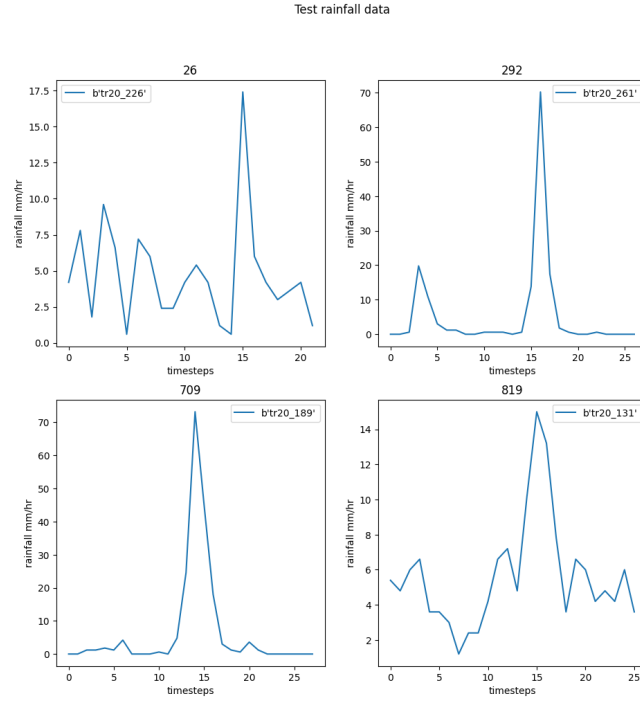 Test rainfall data
26
b'tr20_226'
rainfall mm/hr
17.5
15.0
12.5
10.0
7.5
5.0
2.5
0.0
0 5 10 15 20
timesteps
292
b'tr20_261'
rainfall mm/hr
70
60
50
40
30
20
10
0
0 5 10 15 20 25
timesteps
709
b'tr20_189'
rainfall mm/hr
70
60
50
40
30
20
10
0
0 5 10 15 20 25
timesteps
819
b'tr20_131'
rainfall mm/hr
14
12
10
8
6
4
2
0 5 10 15 20 25
timesteps